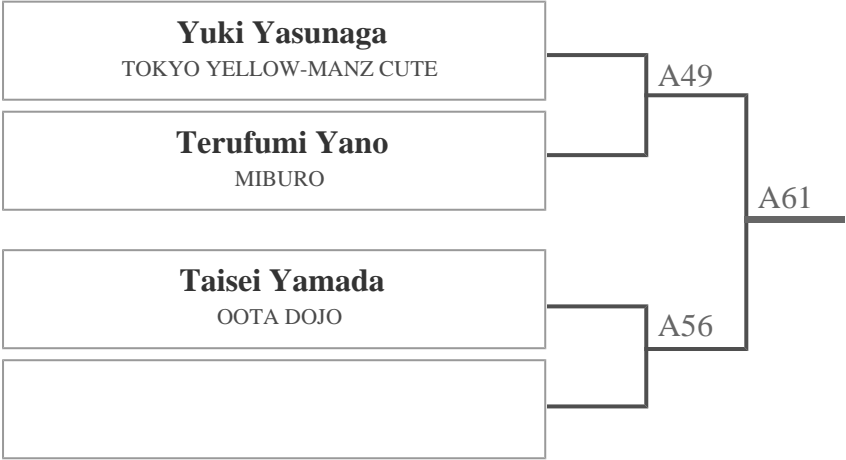 Yuki Yasunaga
TOKYO YELLOW-MANZ CUTE
A49
Terufumi Yano
MIBURO
A61
Taisei Yamada
OOTA DOJO
A56